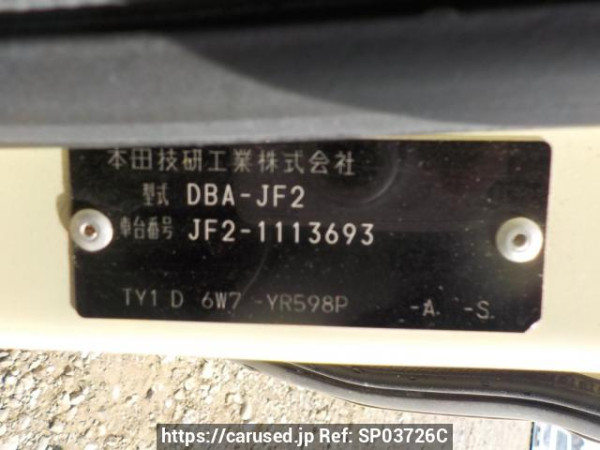 本田技研工業株式会社
型式 DBA-JF2
車台番号 JF2-1113693
TY1 D 6W7 -YR598P -A. -S.
https://carused.jp Ref: SP03726C